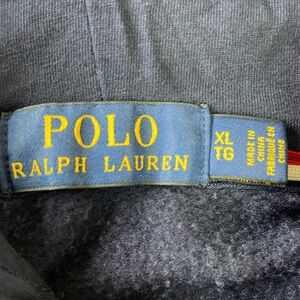 POLO
RALPH LAUREN
XL
TG
MADE IN
CHINA
FABRIQUÉ EN
CHINE